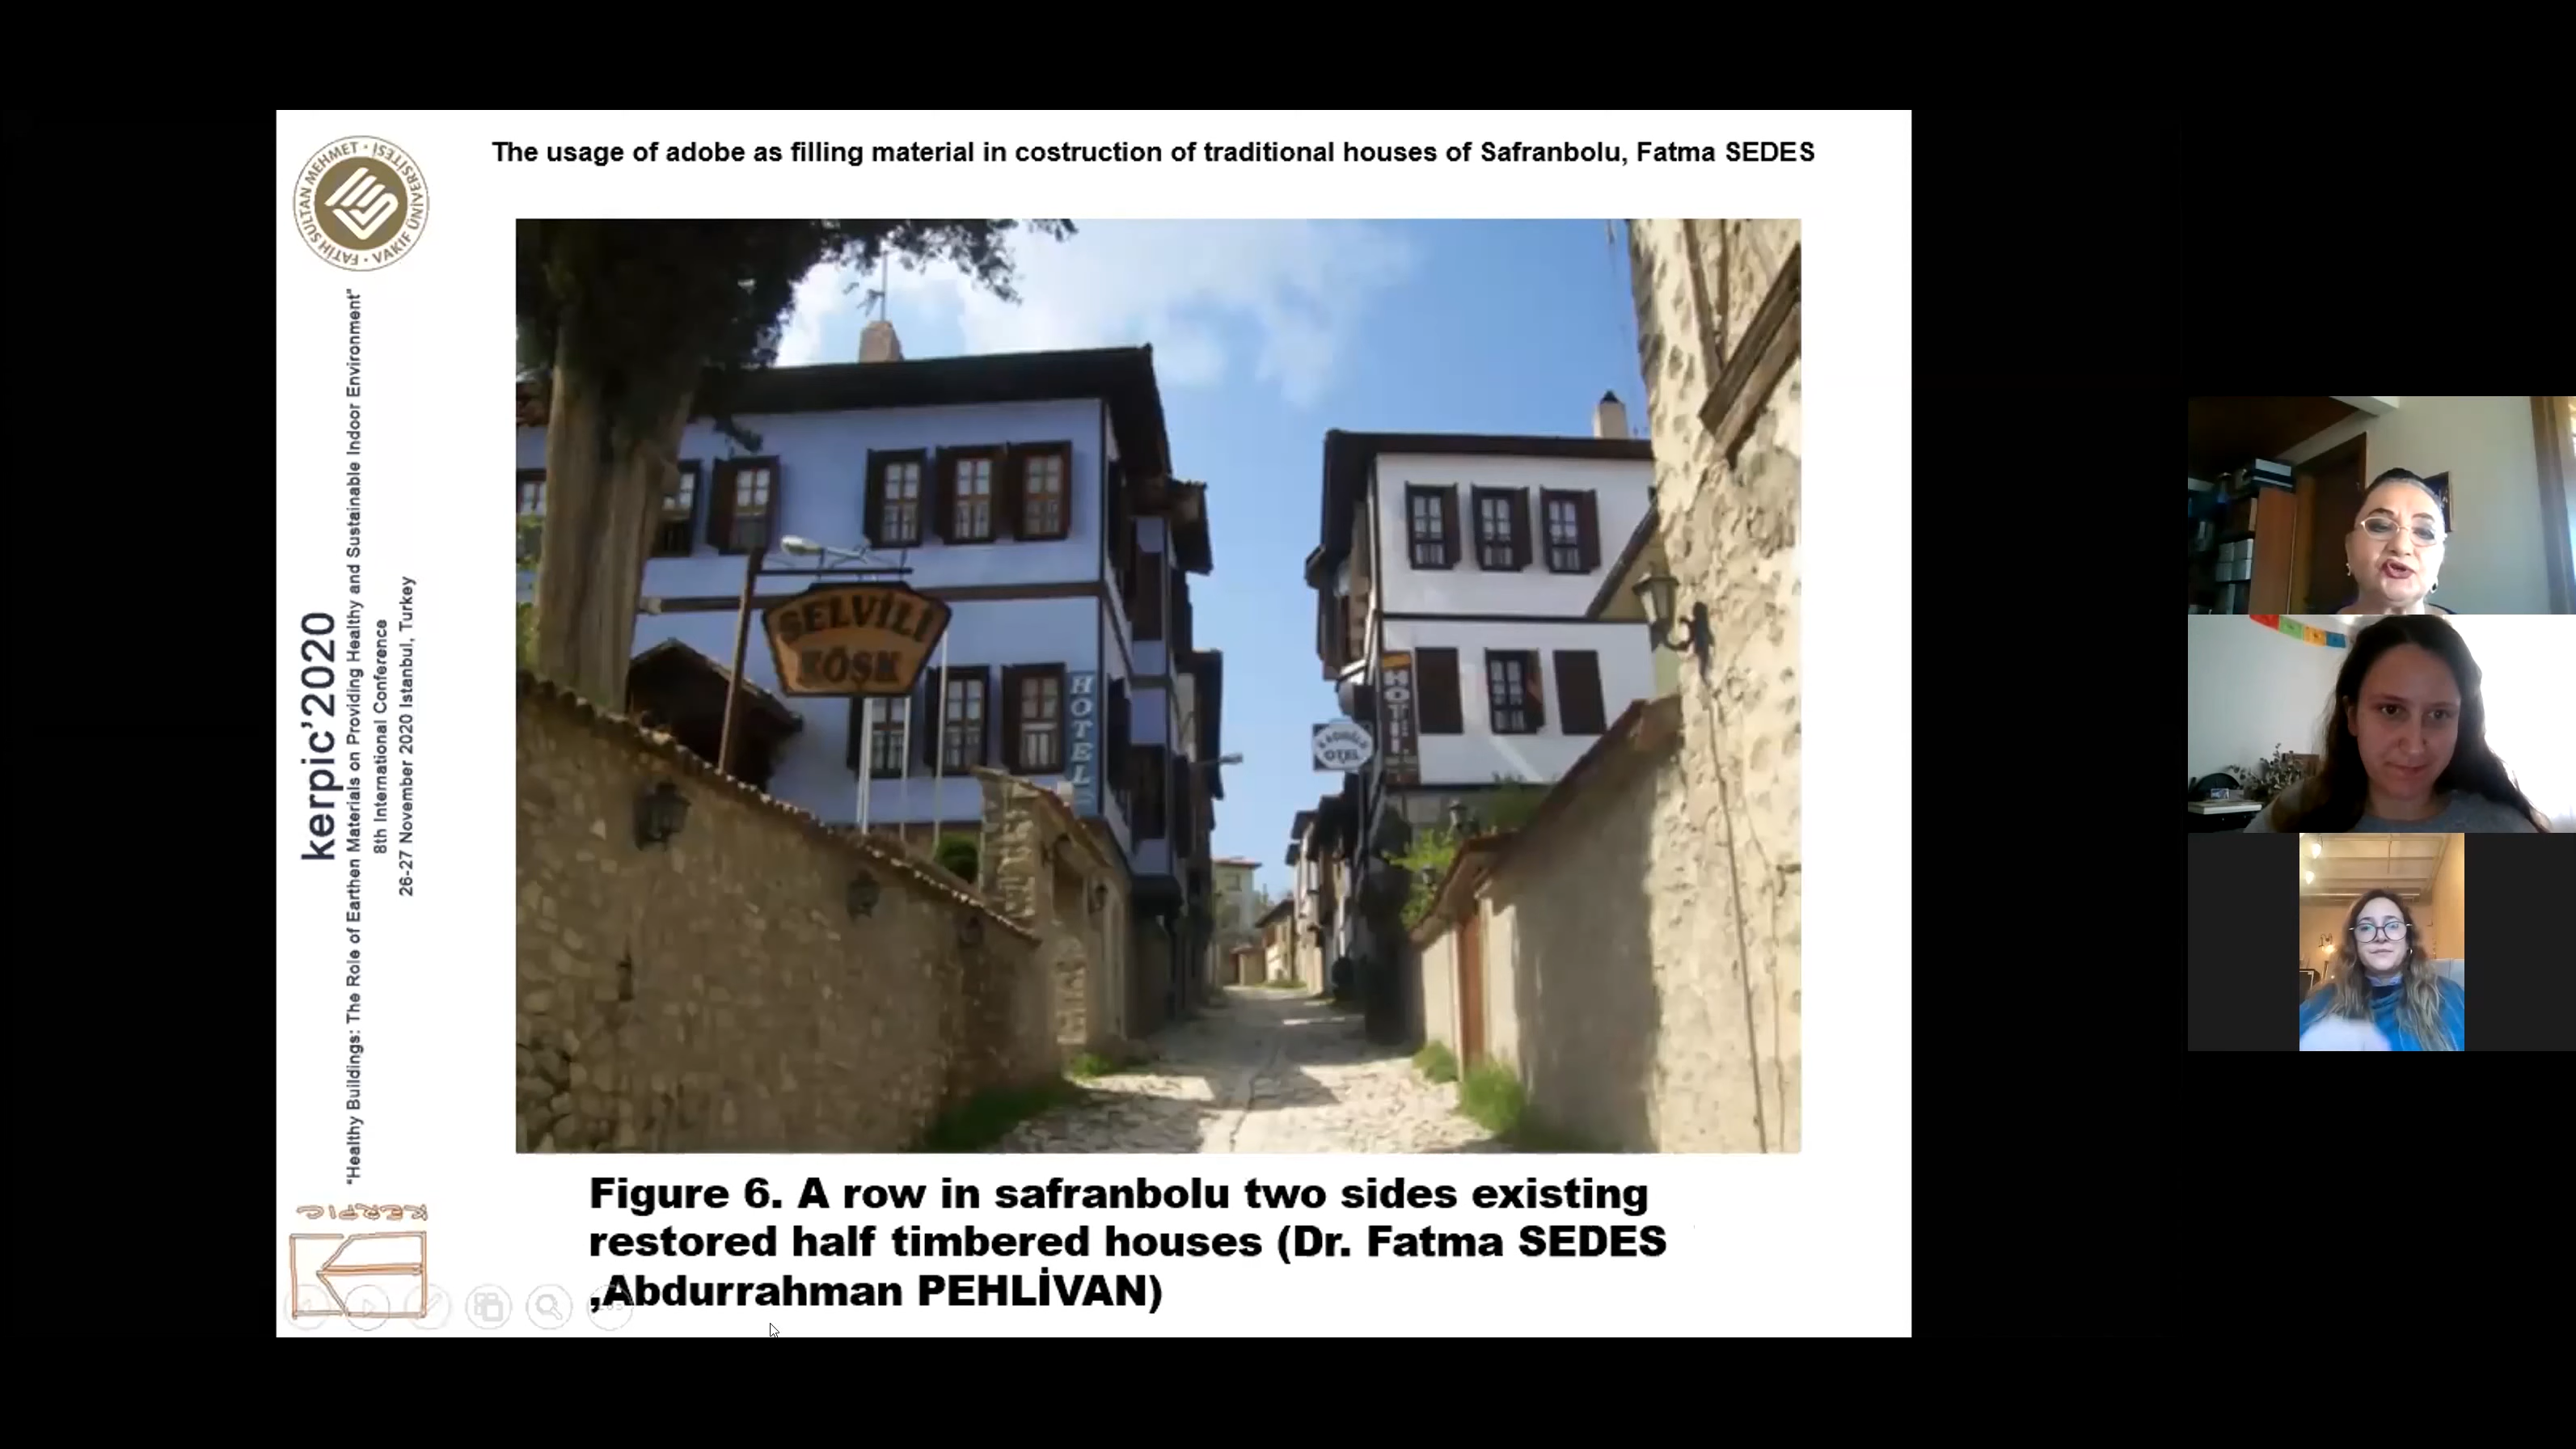 The usage of adobe as filling material in costruction of traditional houses of Safranbolu, Fatma SEDES
FATİH SULTAN MEHMET · VAKIF ÜNİVERSİTESİ ·
kerpic'2020
"Healthy Buildings: The Role of Earthen Materials on Providing Healthy and Sustainable Indoor Environment"
8th International Conference
26-27 November 2020 Istanbul, Turkey
KERPIC
SELVİLİ
KÖŞK
HOTEL
HOTEL
OTEL
Figure 6. A row in safranbolu two sides existing
restored half timbered houses (Dr. Fatma SEDES
,Abdurrahman PEHLİVAN)